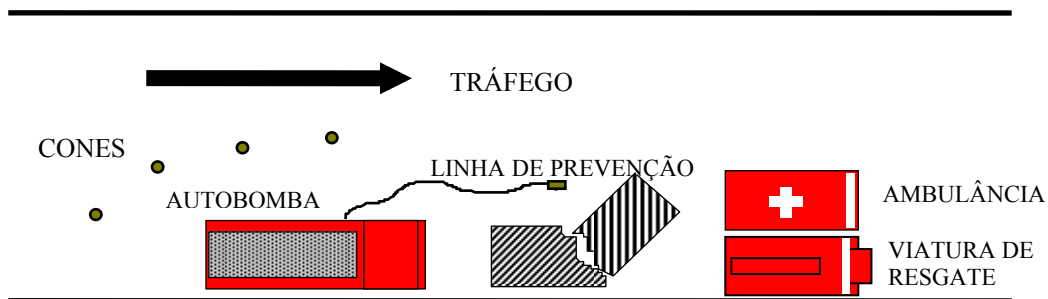 TRÁFEGO
CONES
LINHA DE PREVENÇÃO
AUTOBOMBA
AMBULÂNCIA
VIATURA DE
RESGATE